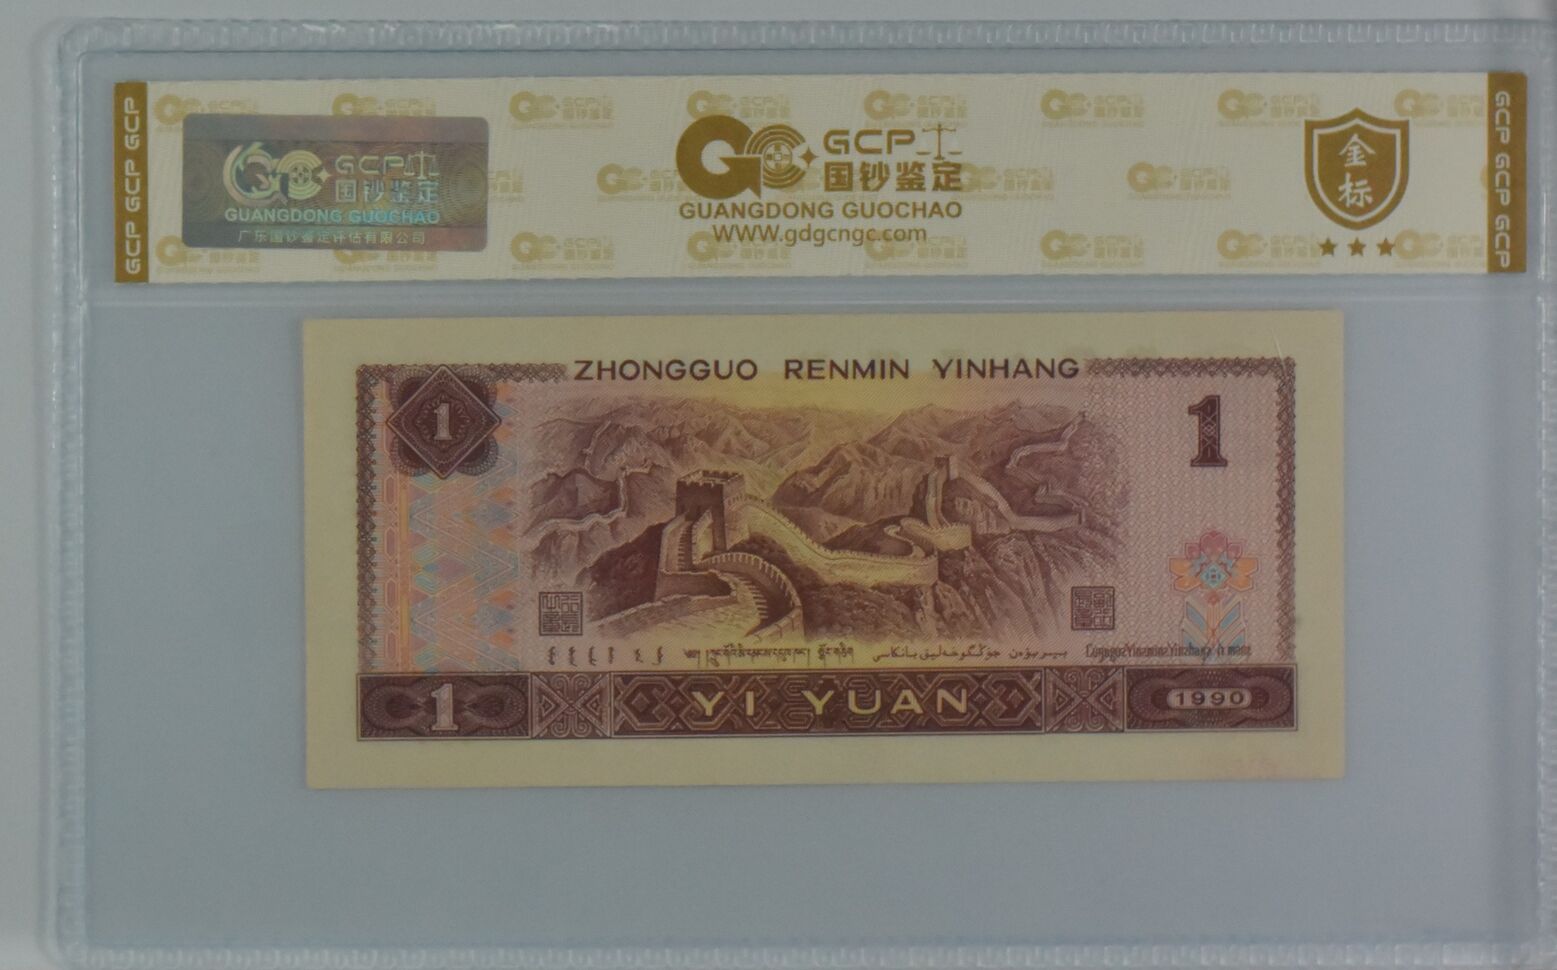 GCP GCP GCP
GCP
国钞鉴定
GUANGDONG GUOCHAO
广东国钞鉴定评估有限公司
GCP
国钞鉴定
GUANGDONG GUOCHAO
WWW.gdgcngc.com
金
标
GCP GCP GCP
ZHONGGUO RENMIN YINHANG
1
1
1
YI YUAN
1990